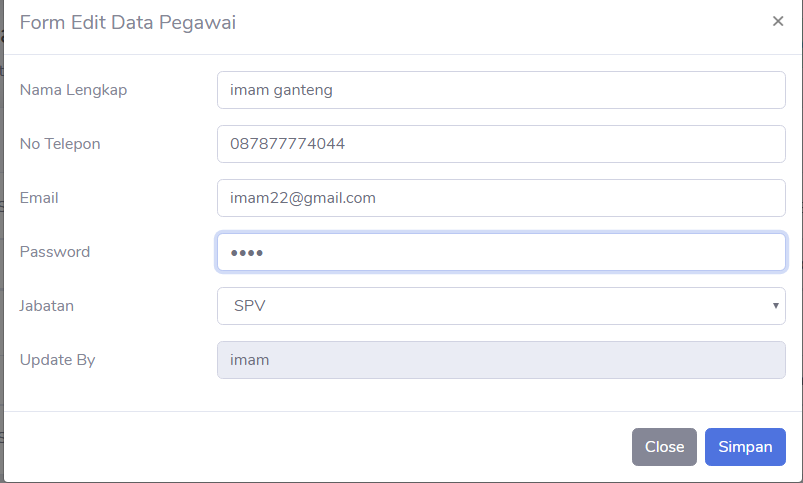 Form Edit Data Pegawai ×
Nama Lengkap imam ganteng
No Telepon 087877774044
Email imam22@gmail.com
Password ••••
Jabatan SPV
Update By imam
Close Simpan